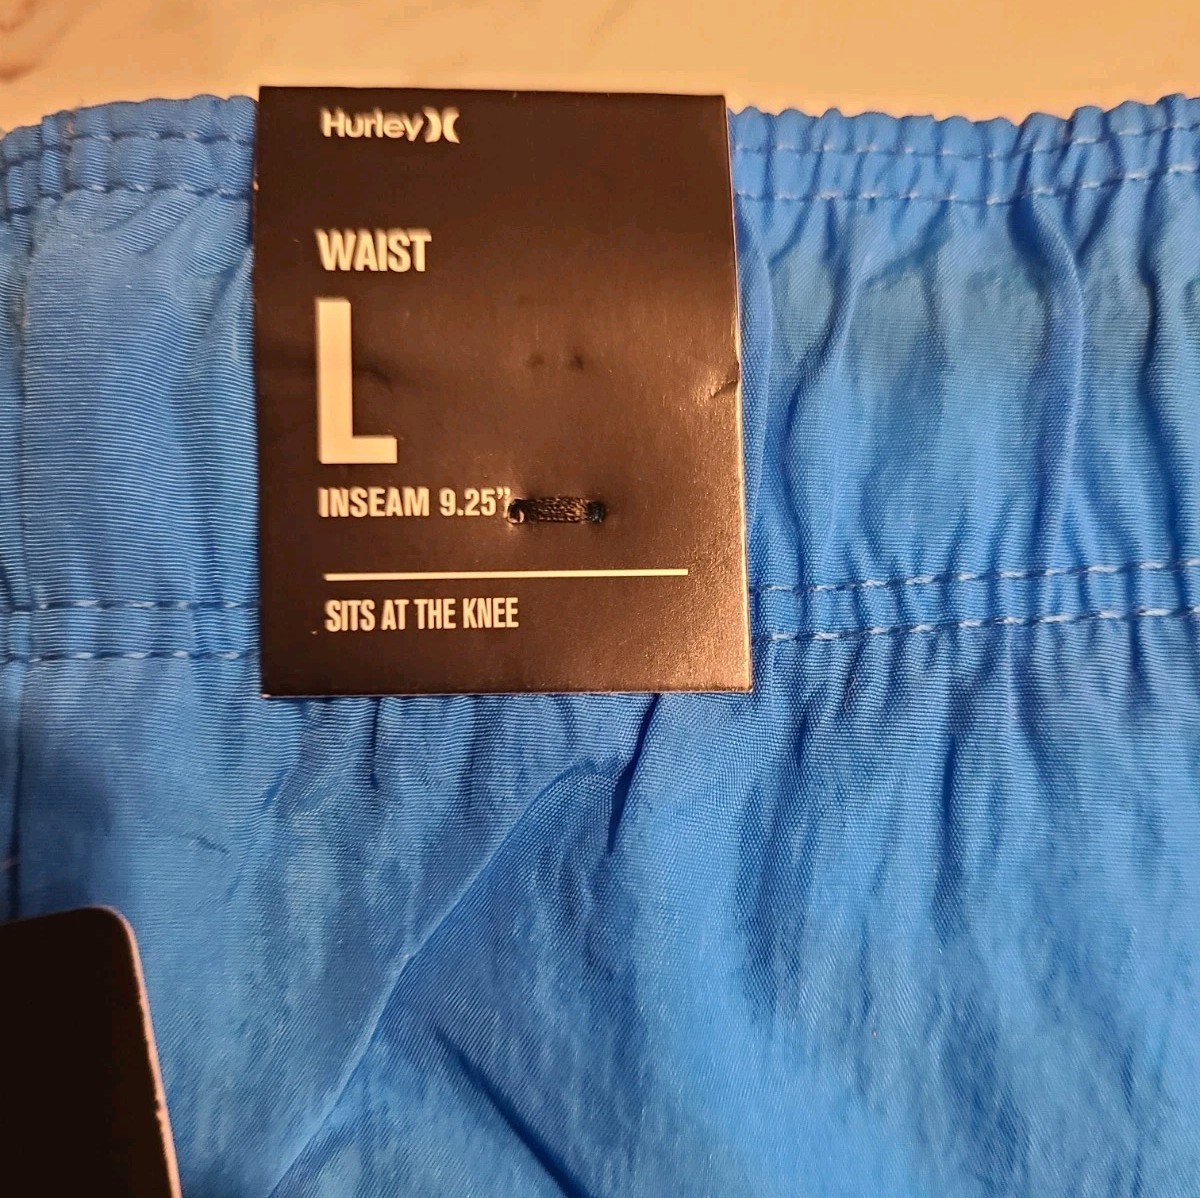 Hurley
WAIST
L
INSEAM 9.25”
SITS AT THE KNEE